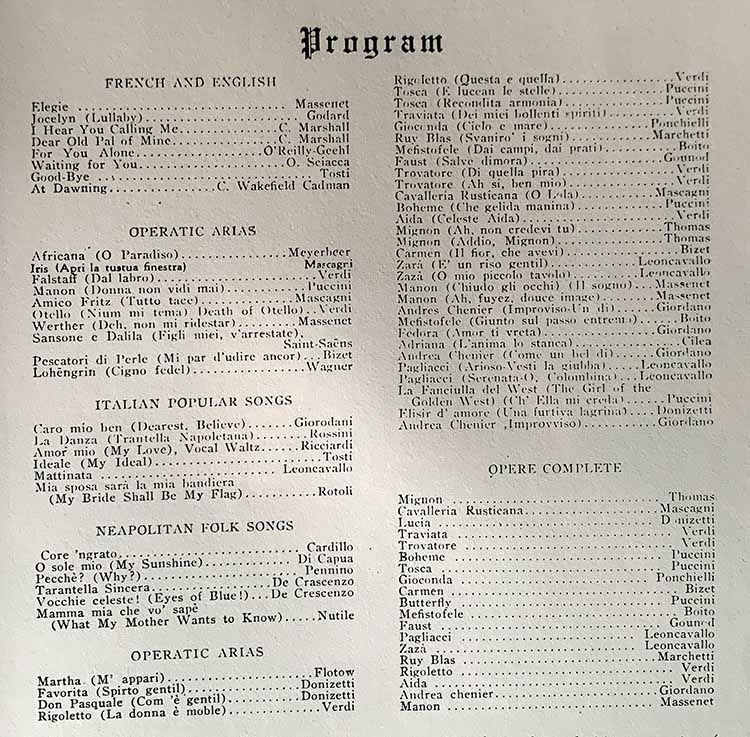 Program
FRENCH AND ENGLISH
Elegie ..............................Massenet
Jocelyn (Lullaby) ...........................Godard
I Hear You Calling Me..............C. Marshall
Dear Old Pal of Mine..............C. Marshall
For You Alone..................O'Reilly-Geehl
Waiting for You......................O. Sciacca
Good-Bye ..............................Tosti
At Dawning..............C. Wakefield Cadman
OPERATIC ARIAS
Africana (O Paradiso)....................Meyerbeer
Iris (Apri la tustua finestra) Mascagri
Falstaff (Dal labro)..........................Verdi
Manon (Donna non vidi mai)................Puccini
Amico Fritz (Tutto tace)................Mascagni
Otello (Nium mi tema) Death of Otello)..Verdi
Werther (Deh, non mi ridestar)........Massenet
Sansone e Dalila (Figli miei, v'arrestate),
Saint-Saëns
Pescatori di Perle (Mi par d'udire ancor)...Bizet
Lohëngrin (Cigno fedel)..................Wagner
ITALIAN POPULAR SONGS
Caro mio ben (Dearest, Believe).......Giorodani
La Danza (Trantella Napoletana)........Rossini
Amor mio (My Love), Vocal Waltz....Ricciardi
Ideale (My Ideal)..........................Tosti
Mattinata ..........................Leoncavallo
Mia sposa sarà la mia bandiera
(My Bride Shall Be My Flag)..........Rotoli
NEAPOLITAN FOLK SONGS
Core 'ngrato..........................Cardillo
O sole mio (My Sunshine)............Di Capua
Pecchè? (Why?)........................Pennino
Tarantella Sincera................De Crascenzo
Vocchie celeste! (Eyes of Blue!)...De Crescenzo
Mamma mia che vo' sapè
(What My Mother Wants to Know).....Nutile
OPERATIC ARIAS
Martha (M' appari)........................Flotow
Favorita (Spirto gentil)................Donizetti
Don Pasquale (Com 'è gentil)..........Donizetti
Rigoletto (La donna è moble)..............Verdi
Rigoletto (Questa e quella)....................Verdi
Tosca (E lucean le stelle)....................Puccini
Tosca (Recondita armonia)..................Puccini
Traviata (Dei miei bollenti spiriti)..........Verdi
Gioconda (Cielo e mare)................Ponchielli
Ruy Blas (Svaniro' i sogni)............Marchetti
Mefistofele (Dai campi, dai prati)..........Boito
Faust (Salve dimora)......................Gounod
Trovatore (Di quella pira)....................Verdi
Trovatore (Ah si, ben mio)....................Verdi
Cavalleria Rusticana (O Lola)..........Mascagni
Boheme (Che gelida manina)..............Puccini
Aida (Celeste Aida)........................Verdi
Mignon (Ah, non credevi tu)..............Thomas
Mignon (Addio, Mignon)..................Thomas
Carmen (Il fior, che avevi)..................Bizet
Zarà (E' un riso gentil)..............Leoncavallo
Zazà (O mio piccolo tavolo)..........Leoncavallo
Manon (Chiudo gli occhi) (Il sogno)...Massenet
Manon (Ah, fuyez, douce image)......Massenet
Andres Chenier (Improviso-Un di)......Giordano
Mefistofele (Giunto sul passo entremo)....Boito
Fedora (Amor ti vreta)..................Giordano
Adriana (L'anima lo stanca)................Cilea
Andrea Chenier (Come un bel di)......Giordano
Pagliacci (Arioso-Vesti la giubba)....Leoncavallo
Pagliacci (Serenata-O, Colombina)...Leoncavallo
La Fanciulla del West (The Girl of the
Golden West) (Ch' Ella mi creda)......Puccini
Elisir d' amore (Una furtiva lagrina)..Donizetti
Andrea Chenier (Improvviso)..........Giordano
OPERE COMPLETE
Mignon ..............................Thomas
Cavalleria Rusticana..................Mascagni
Lucia ..............................Donizetti
Traviata ..............................Verdi
Trovatore ..............................Verdi
Boheme ..............................Puccini
Tosca ..............................Puccini
Gioconda ..............................Ponchielli
Carmen ..............................Bizet
Butterfly ..............................Puccini
Mefistofele ..............................Boito
Faust ..............................Gounod
Pagliacci ..............................Leoncavallo
Zazà ..............................Leoncavallo
Ruy Blas ..............................Marchetti
Rigoletto ..............................Verdi
Aida ..............................Verdi
Andrea chenier..........................Giordano
Manon ..............................Massenet